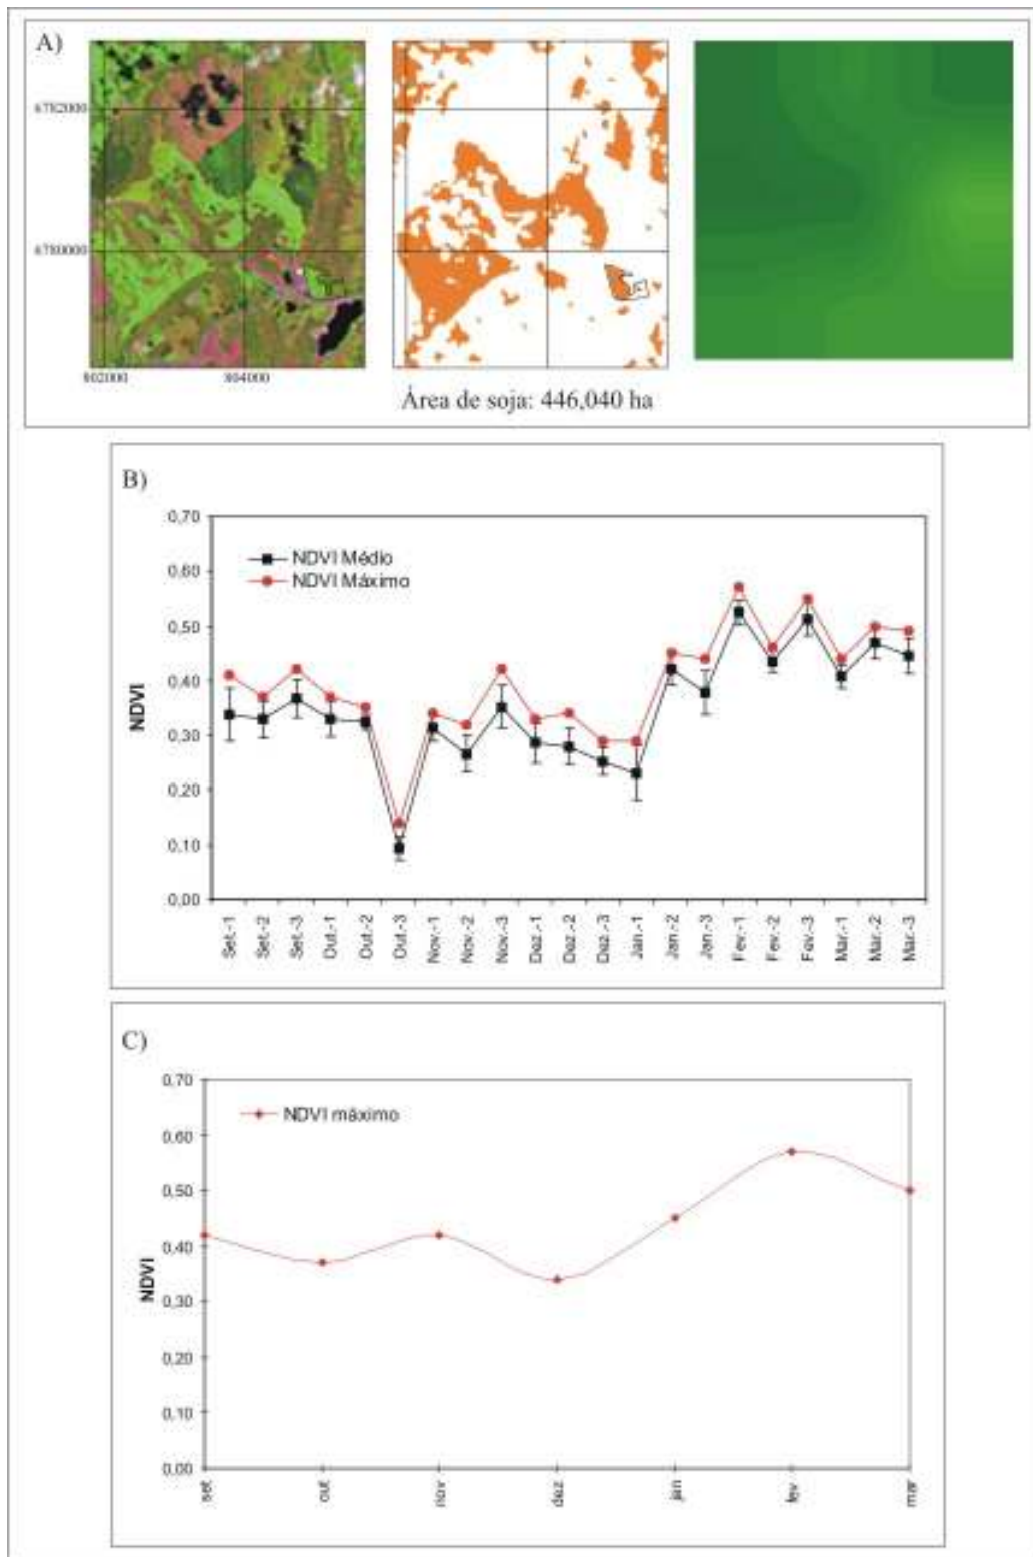 A)
6782000
6780000
802000 804000
Área de soja: 446,040 ha
B)
0,70
0,60
0,50
0,40
0,30
0,20
0,10
0,00
NDVI
NDVI Médio
NDVI Máximo
Set.-1
Set.-2
Set.-3
Out.-1
Out.-2
Out.-3
Nov.-1
Nov.-2
Nov.-3
Dez.-1
Dez.-2
Dez.-3
Jan.-1
Jan.-2
Jan.-3
Fev.-1
Fev.-2
Fev.-3
Mar.-1
Mar.-2
Mar.-3
C)
0,70
0,60
0,50
0,40
0,30
0,20
0,10
0,00
NDVI
NDVI máximo
set
out
nov
dez
jan
fev
mar